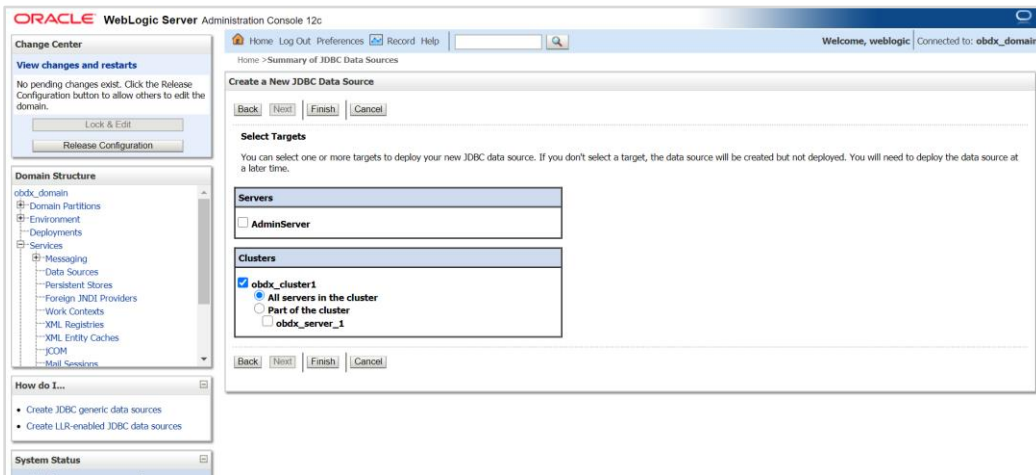 ORACLE WebLogic Server Administration Console 12c
Change Center
View changes and restarts
No pending changes exist. Click the Release
Configuration button to allow others to edit the
domain.
Lock & Edit
Release Configuration
Domain Structure
obdx_domain
Domain Partitions
Environment
Deployments
Services
Messaging
Data Sources
Persistent Stores
Foreign JNDI Providers
Work Contexts
XML Registries
XML Entity Caches
jCOM
Mail Sessions
How do I...
Create JDBC generic data sources
Create LLR-enabled JDBC data sources
System Status
Home Log Out Preferences Record Help
Welcome, weblogic Connected to: obdx_domain
Home >Summary of JDBC Data Sources
Create a New JDBC Data Source
Back Next Finish Cancel
Select Targets
You can select one or more targets to deploy your new JDBC data source. If you don't select a target, the data source will be created but not deployed. You will need to deploy the data source at
a later time.
Servers
AdminServer
Clusters
obdx_cluster1
All servers in the cluster
Part of the cluster
obdx_server_1
Back Next Finish Cancel